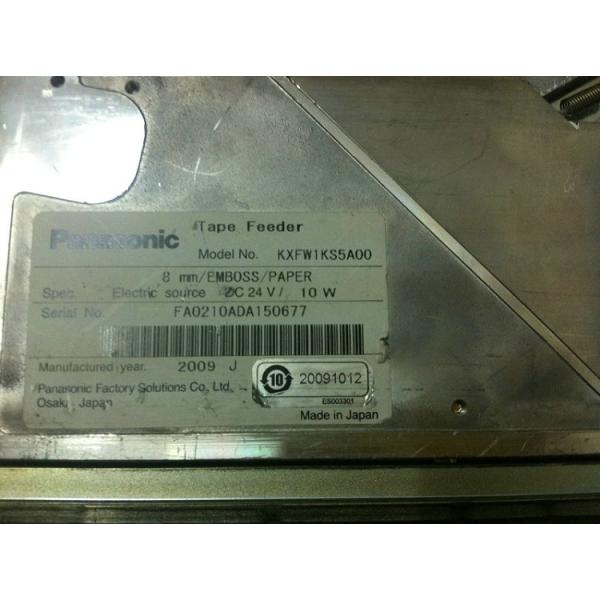 Panasonic Tape Feeder
Model No. KXFW1KS5A00
8 mm/EMBOSS/PAPER
Spec. Electric source DC 24 V / 10 W
Serial No. FA0210ADA150677
Manufactured year. 2009 J
10 20091012
Panasonic Factory Solutions Co., Ltd.
Osaka, Japan
ES003301
Made in Japan